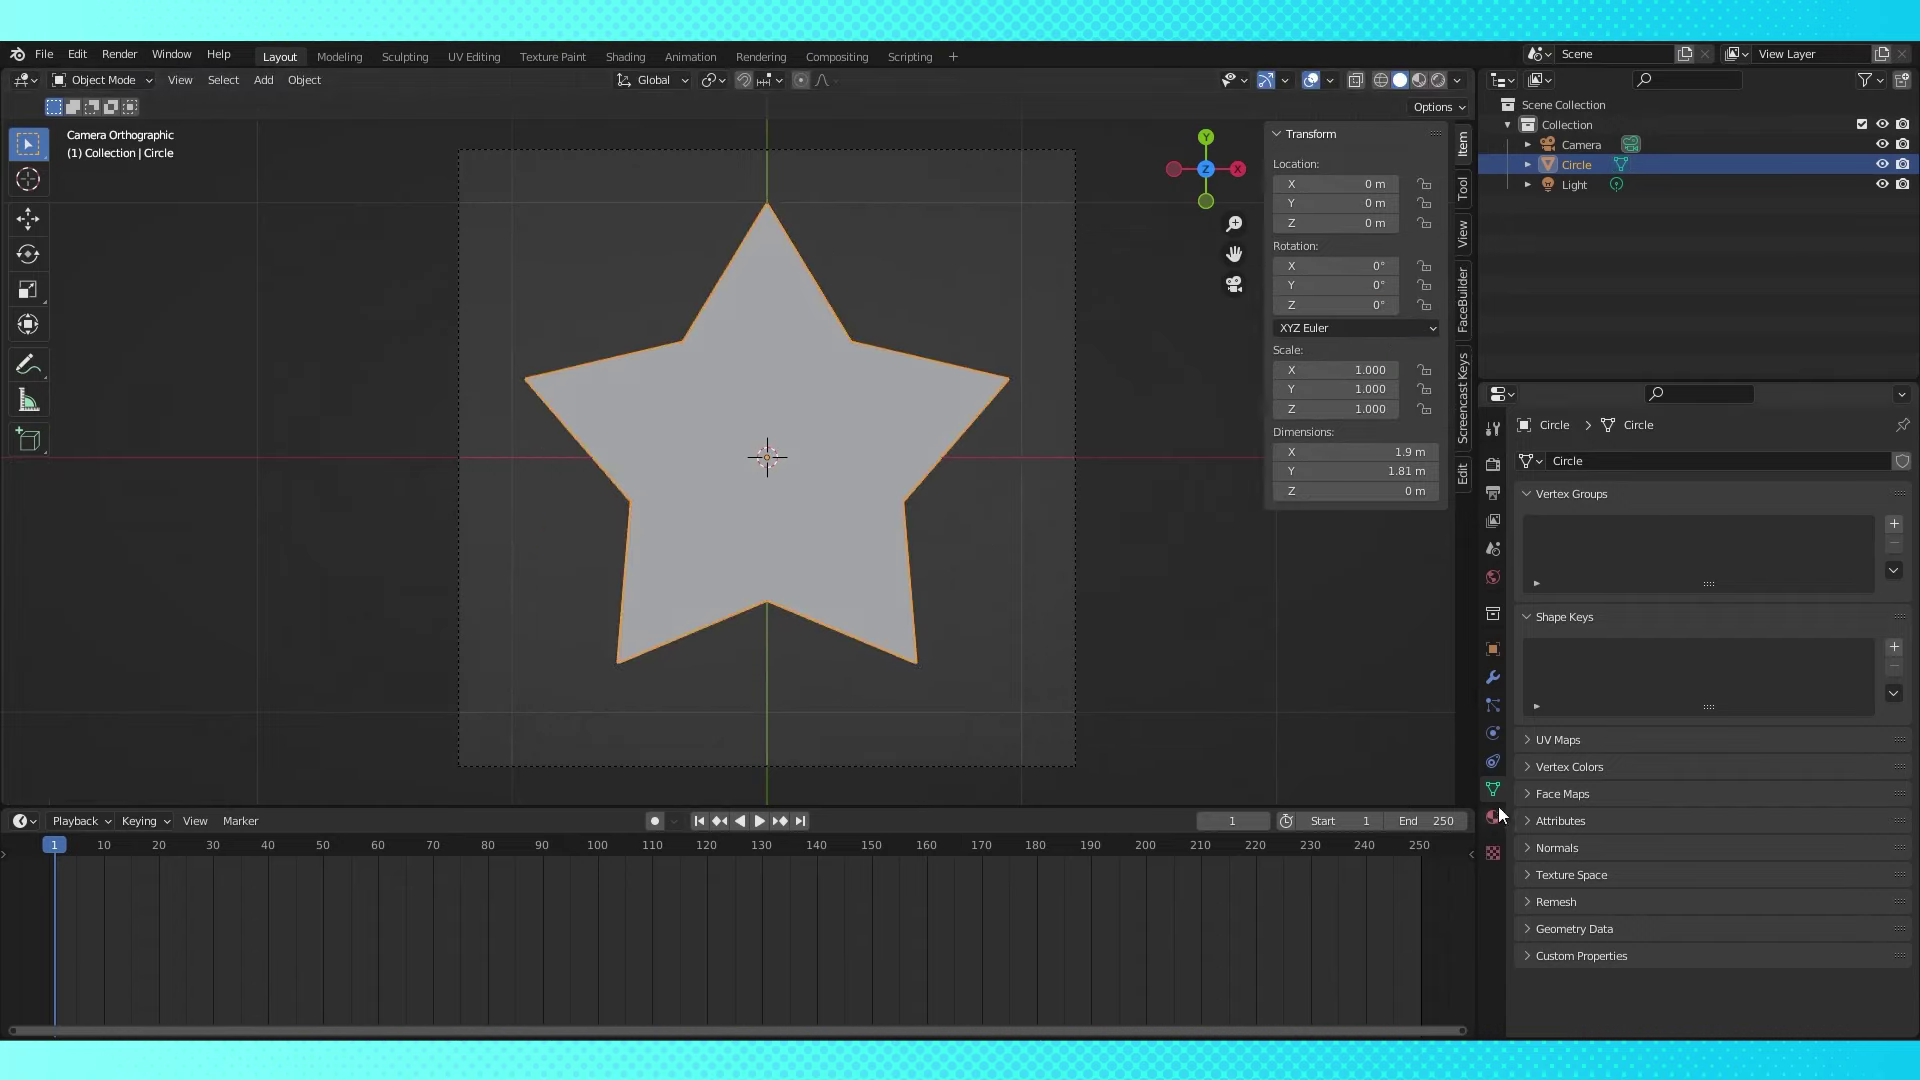 File Edit Render Window Help Layout Modeling Sculpting UV Editing Texture Paint Shading Animation Rendering Compositing Scripting + Scene View Layer
Object Mode View Select Add Object Global
Options
Camera Orthographic
(1) Collection | Circle
Y
X
Z
Transform
Location:
X 0 m
Y 0 m
Z 0 m
Rotation:
X 0°
Y 0°
Z 0°
XYZ Euler
Scale:
X 1.000
Y 1.000
Z 1.000
Dimensions:
X 1.9 m
Y 1.81 m
Z 0 m
Item
Tool
View
FaceBuilder
Screencast Keys
Edit
Scene Collection
Collection
Camera
Circle
Light
Circle > Circle
Circle
Vertex Groups
Shape Keys
UV Maps
Vertex Colors
Face Maps
Attributes
Normals
Texture Space
Remesh
Geometry Data
Custom Properties
Playback Keying View Marker 1 Start 1 End 250
1 10 20 30 40 50 60 70 80 90 100 110 120 130 140 150 160 170 180 190 200 210 220 230 240 250